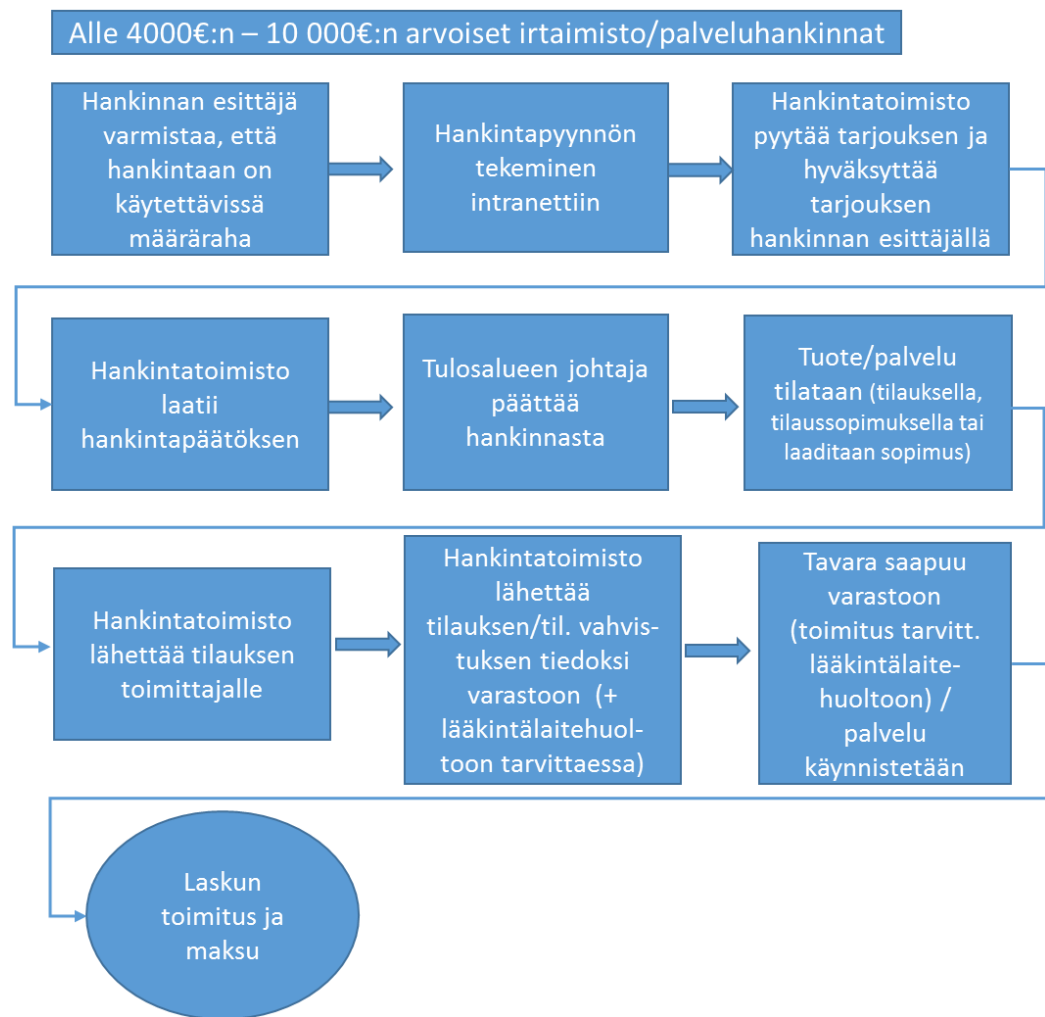 Alle 4000€:n – 10 000€:n arvoiset irtaimisto/palveluhankinnat
Hankinnan esittäjä
varmistaa, että
hankintaan on
käytettävissä
määräraha
Hankintapyynnön
tekeminen
intranettiin
Hankintatoimisto
pyytää tarjouksen ja
hyväksyttää
tarjouksen
hankinnan esittäjällä
Hankintatoimisto
laatii
hankintapäätöksen
Tulosalueen johtaja
päättää
hankinnasta
Tuote/palvelu
tilataan (tilauksella,
tilaussopimuksella tai
laaditaan sopimus)
Hankintatoimisto
lähettää tilauksen
toimittajalle
Hankintatoimisto
lähettää
tilauksen/til. vahvis-
tuksen tiedoksi
varastoon (+
lääkintälaitehuol-
toon tarvittaessa)
Tavara saapuu
varastoon
(toimitus tarvitt.
lääkintälaite-
huoltoon) /
palvelu
käynnistetään
Laskun
toimitus ja
maksu